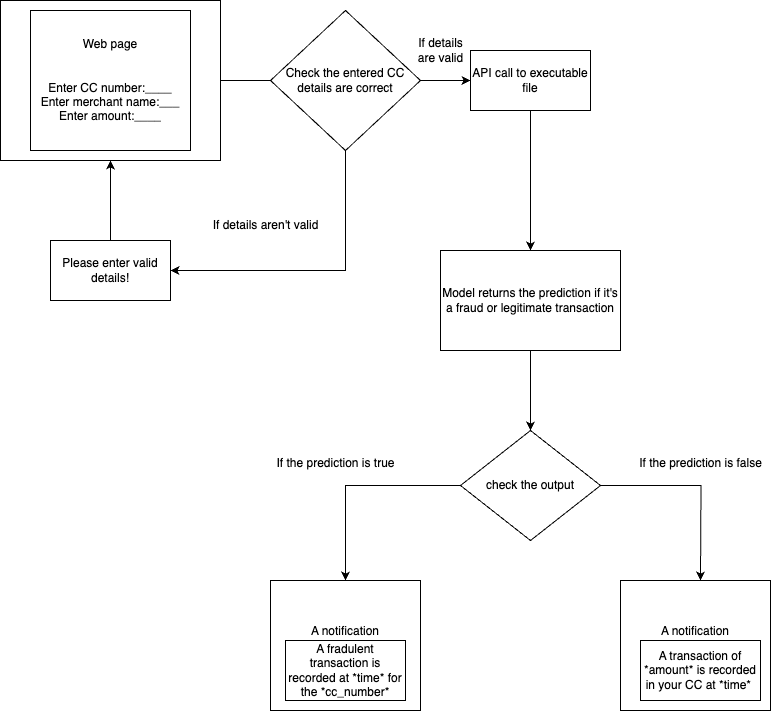 Web page
Enter CC number:____
Enter merchant name:___
Enter amount:____
Check the entered CC
details are correct
If details
are valid
API call to executable
file
If details aren't valid
Please enter valid
details!
Model returns the prediction if it's
a fraud or legitimate transaction
If the prediction is true
check the output
If the prediction is false
A notification
A fradulent
transaction is
recorded at *time* for
the *cc_number*
A notification
A transaction of
*amount* is recorded
in your CC at *time*